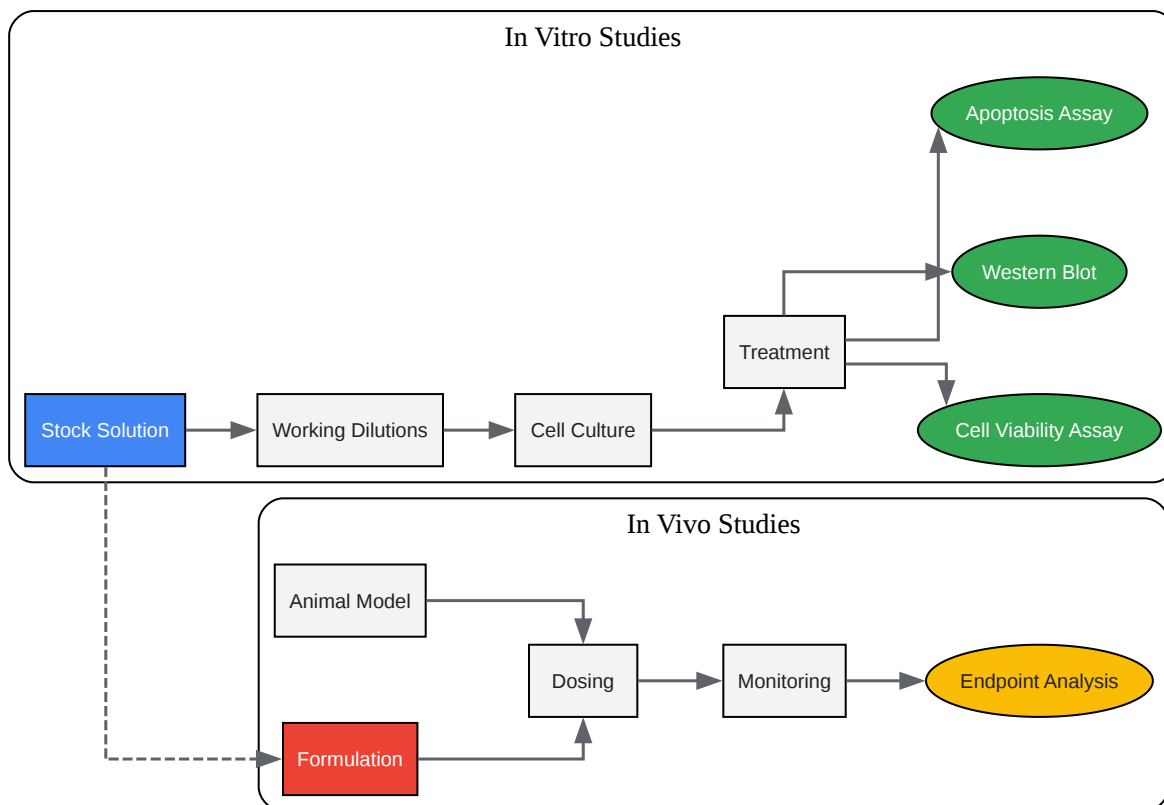 In Vitro Studies
Apoptosis Assay
Western Blot
Treatment
Stock Solution
Working Dilutions
Cell Culture
Cell Viability Assay
In Vivo Studies
Animal Model
Dosing
Monitoring
Endpoint Analysis
Formulation